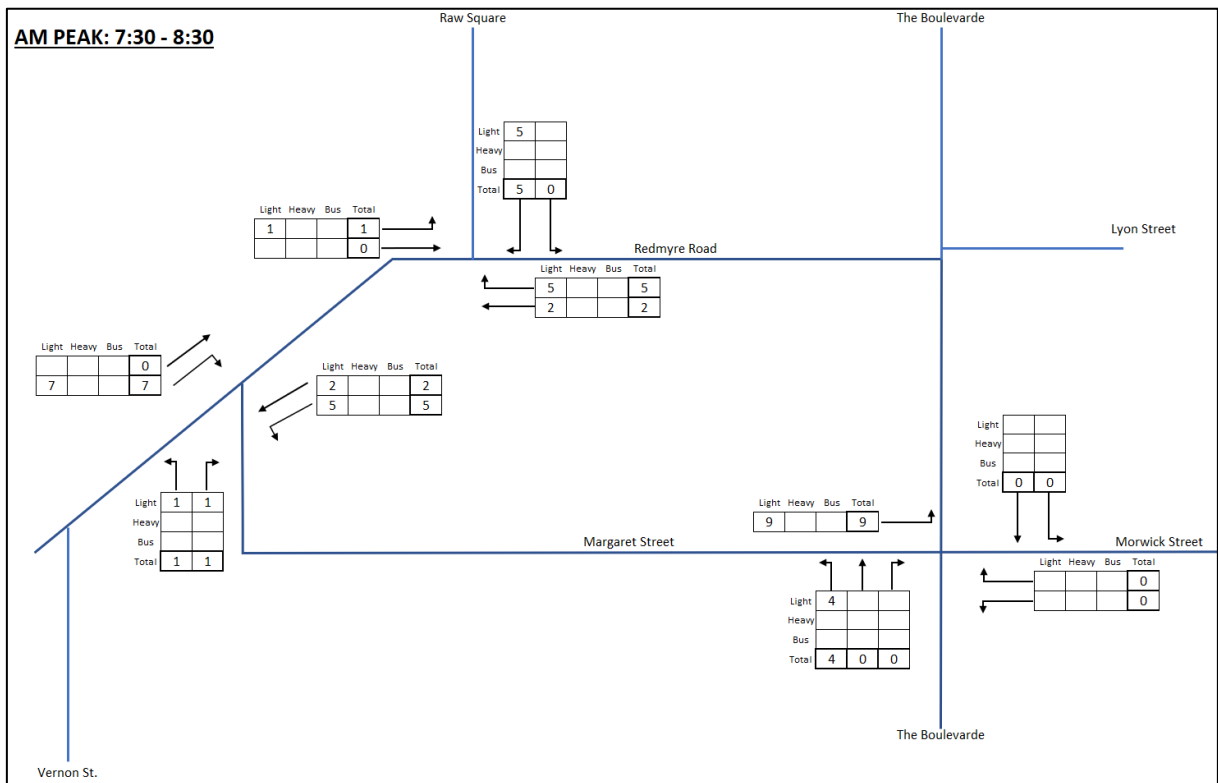 Raw Square
The Boulevarde
AM PEAK: 7:30 - 8:30
Light 5
Heavy
Bus
Total 5 0
Light Heavy Bus Total
1 1
0
Lyon Street
Redmyre Road
Light Heavy Bus Total
5 5
2 2
Light Heavy Bus Total
0
7 7
Light Heavy Bus Total
2 2
5 5
Light
Heavy
Bus
Total 0 0
Light 1 1
Heavy
Bus
Total 1 1
Light Heavy Bus Total
9 9
Margaret Street
Morwick Street
Light Heavy Bus Total
0
0
Light 4
Heavy
Bus
Total 4 0 0
The Boulevarde
Vernon St.